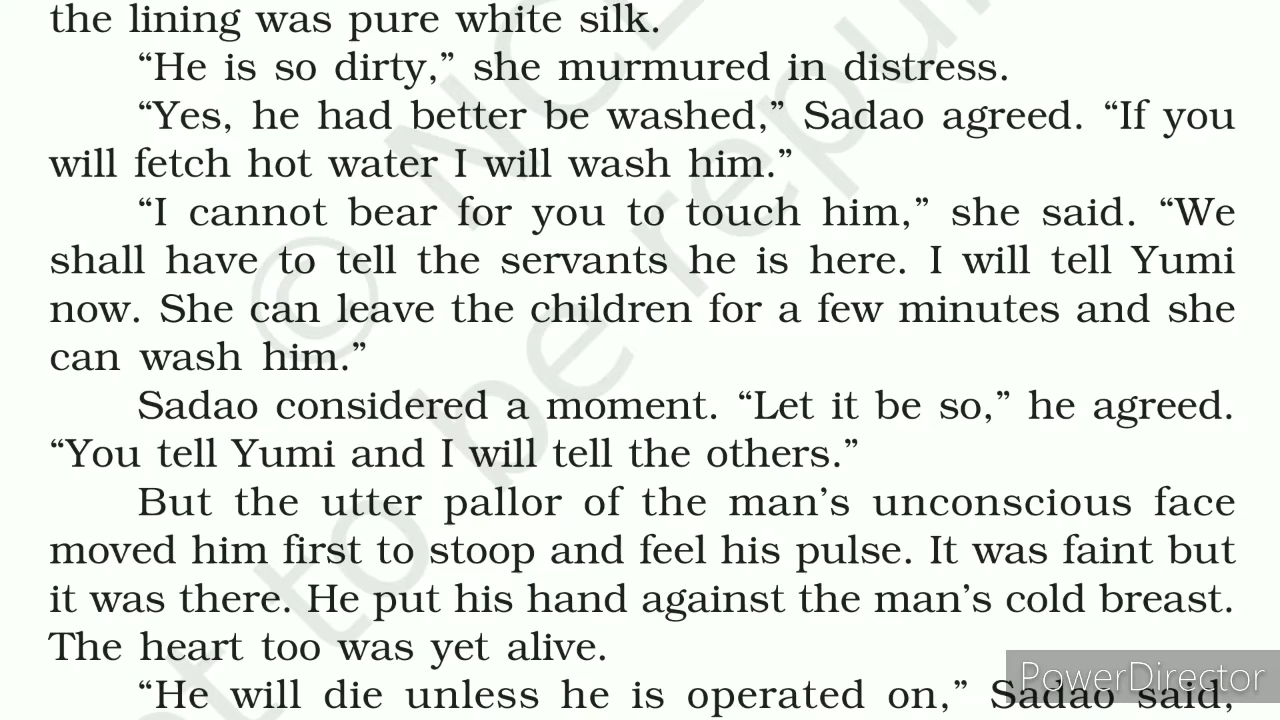 the lining was pure white silk.
“He is so dirty,” she murmured in distress.
“Yes, he had better be washed,” Sadao agreed. “If you
will fetch hot water I will wash him.”
“I cannot bear for you to touch him,” she said. “We
shall have to tell the servants he is here. I will tell Yumi
now. She can leave the children for a few minutes and she
can wash him.”
Sadao considered a moment. “Let it be so,” he agreed.
“You tell Yumi and I will tell the others.”
But the utter pallor of the man’s unconscious face
moved him first to stoop and feel his pulse. It was faint but
it was there. He put his hand against the man’s cold breast.
The heart too was yet alive.
“He will die unless he is operated on,” Sadao said,
PowerDirector
© NC
to be repu